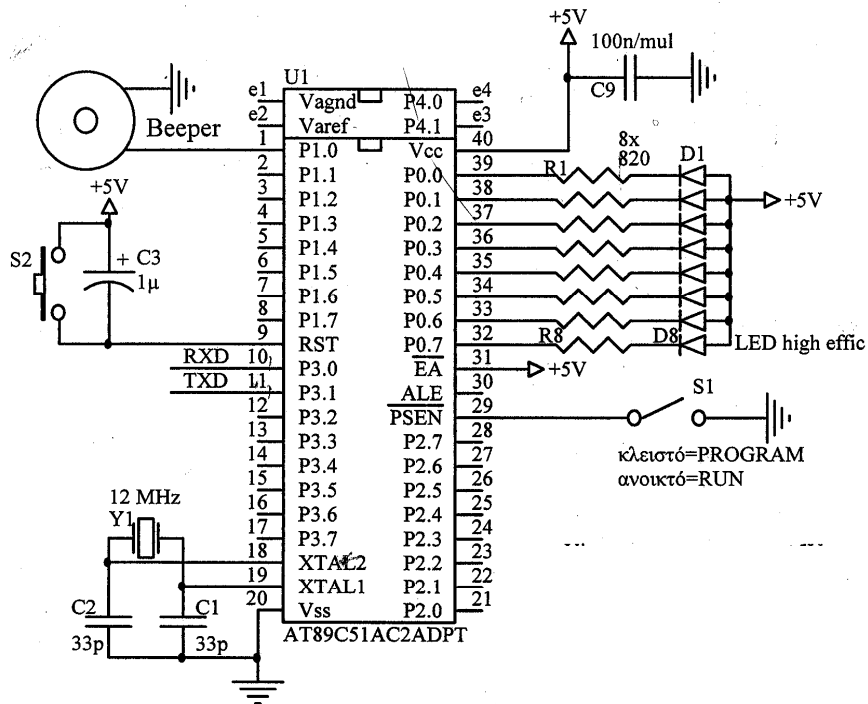 +5V
100n/mul
C9
U1
e1 Vagnd P4.0 e4
e2 Varef P4.1 e3
Beeper
1 P1.0 Vcc 40
2 P1.1 P0.0 39
3 P1.2 P0.1 38
4 P1.3 P0.2 37
5 P1.4 P0.3 36
6 P1.5 P0.4 35
7 P1.6 P0.5 34
8 P1.7 P0.6 33
9 RST P0.7 32
RXD 10 P3.0 EA 31
TXD 11 P3.1 ALE 30
12 P3.2 PSEN 29
13 P3.3 P2.7 28
14 P3.4 P2.6 27
15 P3.5 P2.5 26
16 P3.6 P2.4 25
17 P3.7 P2.3 24
18 XTAL2 P2.2 23
19 XTAL1 P2.1 22
20 Vss P2.0 21
AT89C51AC2ADPT
8x
820
R1
D1
+5V
R8
D8
LED high effic
+5V
S1
κλειστό=PROGRAM
ανοικτό=RUN
+5V
S2
+ C3
1μ
12 MHz
Y1
C2
33p
C1
33p